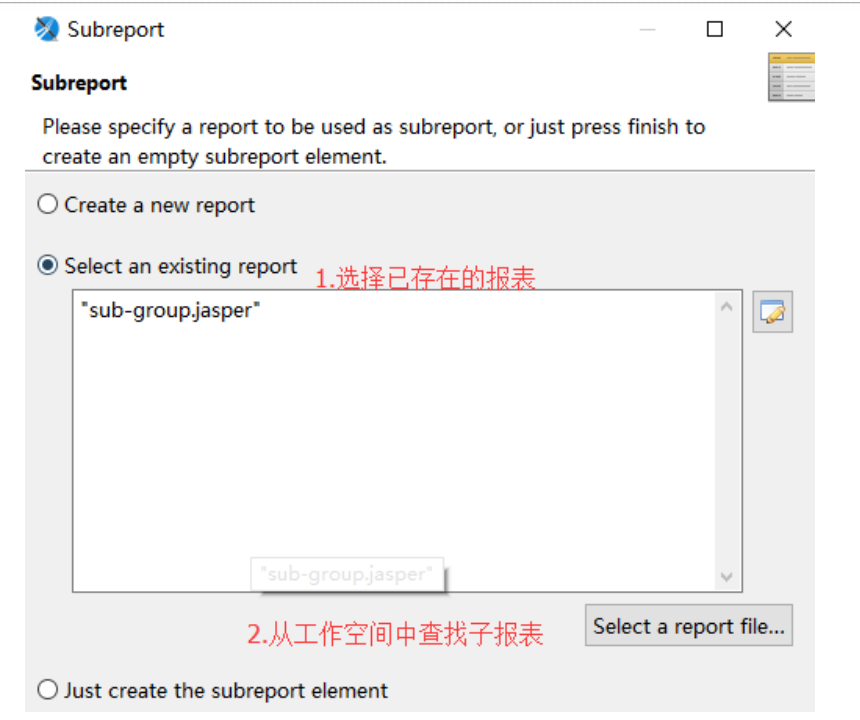 Subreport
Subreport
Please specify a report to be used as subreport, or just press finish to
create an empty subreport element.
Create a new report
Select an existing report
1.选择已存在的报表
"sub-group.jasper"
"sub-group.jasper"
2.从工作空间中查找子报表
Select a report file...
Just create the subreport element